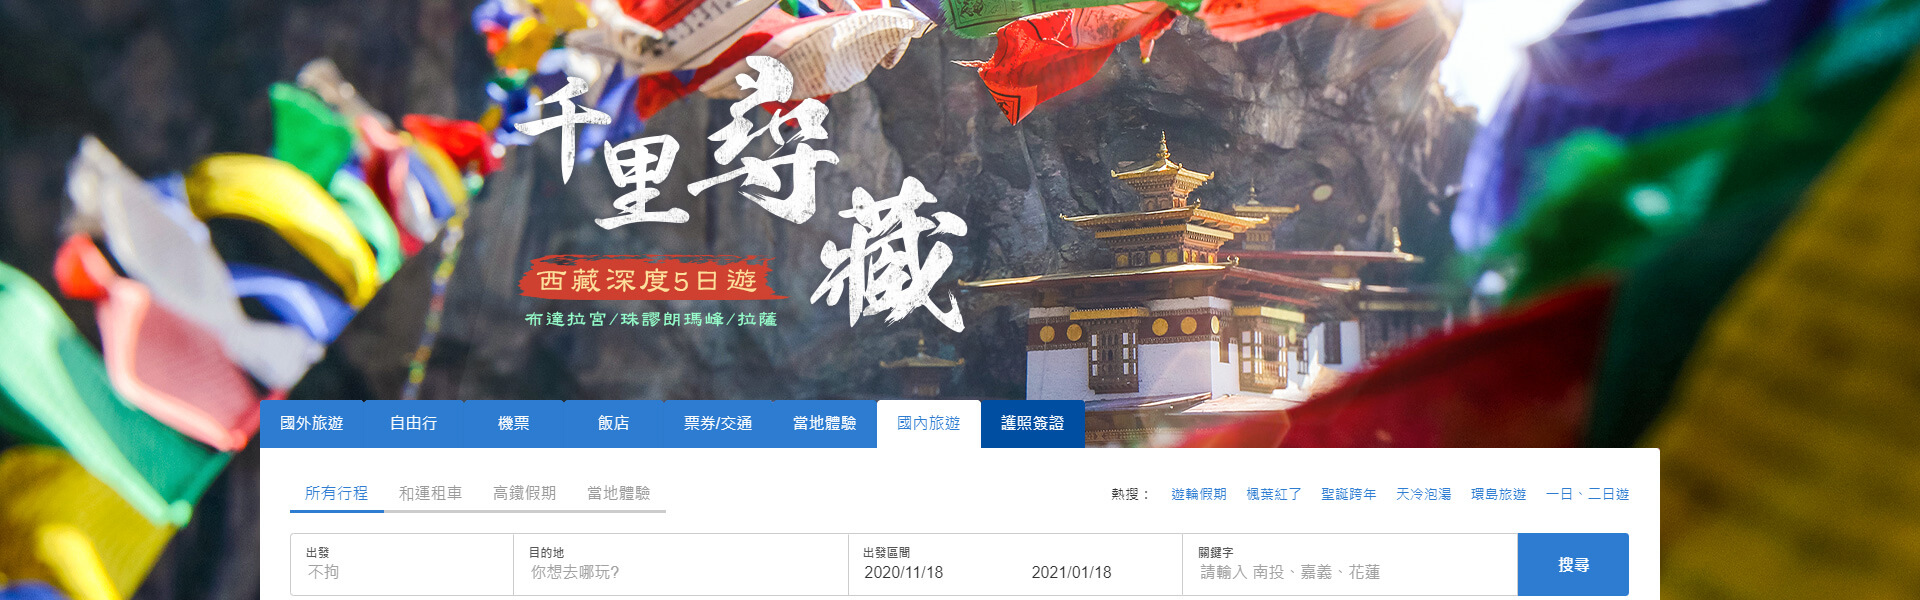 千里尋藏
西藏深度5日遊
布達拉宮/珠謬朗瑪峰/拉薩
國外旅遊 自由行 機票 飯店 票券/交通 當地體驗 國內旅遊 護照簽證
所有行程 和運租車 高鐵假期 當地體驗 熱搜： 遊輪假期 楓葉紅了 聖誕跨年 天冷泡湯 環島旅遊 一日、二日遊
出發 目的地 出發區間 關鍵字
不拘 你想去哪玩? 2020/11/18 2021/01/18 請輸入 南投、嘉義、花蓮
搜尋